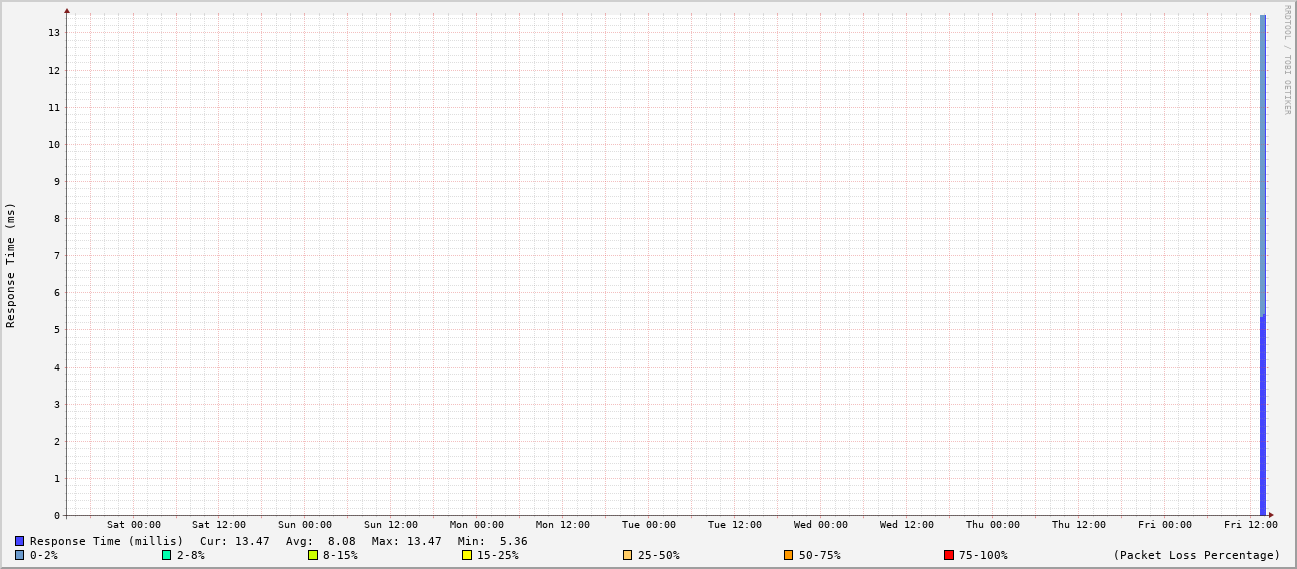 RRDTOOL / TOBI OETIKER
Response Time (ms)
13
12
11
10
9
8
7
6
5
4
3
2
1
0
Sat 00:00 Sat 12:00 Sun 00:00 Sun 12:00 Mon 00:00 Mon 12:00 Tue 00:00 Tue 12:00 Wed 00:00 Wed 12:00 Thu 00:00 Thu 12:00 Fri 00:00 Fri 12:00
Response Time (millis) Cur: 13.47 Avg: 8.08 Max: 13.47 Min: 5.36
0-2% 2-8% 8-15% 15-25% 25-50% 50-75% 75-100% (Packet Loss Percentage)